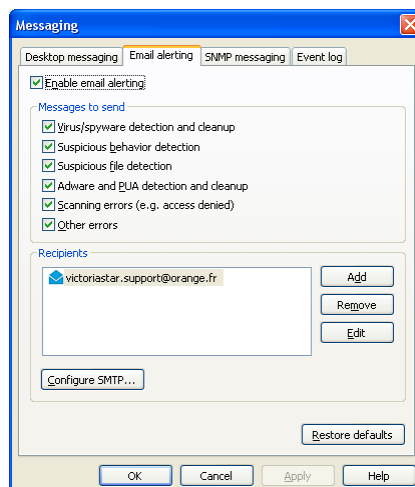 Messaging
Desktop messaging Email alerting SNMP messaging Event log
Enable email alerting
Messages to send
Virus/spyware detection and cleanup
Suspicious behavior detection
Suspicious file detection
Adware and PUA detection and cleanup
Scanning errors (e.g. access denied)
Other errors
Recipients
victoriastar.support@orange.fr
Add
Remove
Edit
Configure SMTP...
Restore defaults
OK Cancel Apply Help